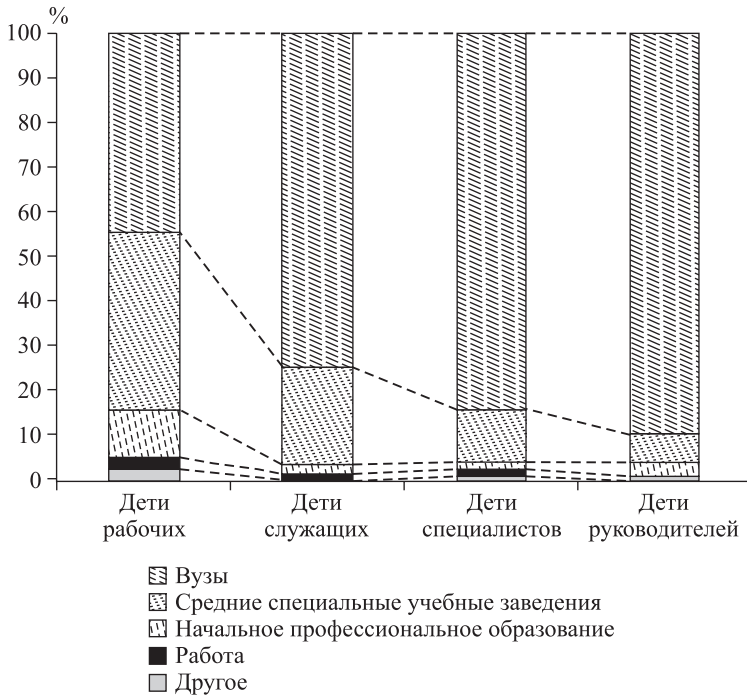 %
100
90
80
70
60
50
40
30
20
10
0
Дети рабочих
Дети служащих
Дети специалистов
Дети руководителей
Вузы
Средние специальные учебные заведения
Начальное профессиональное образование
Работа
Другое